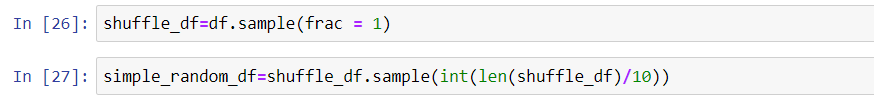 In [26]: shuffle_df=df.sample(frac = 1)
In [27]: simple_random_df=shuffle_df.sample(int(len(shuffle_df)/10))